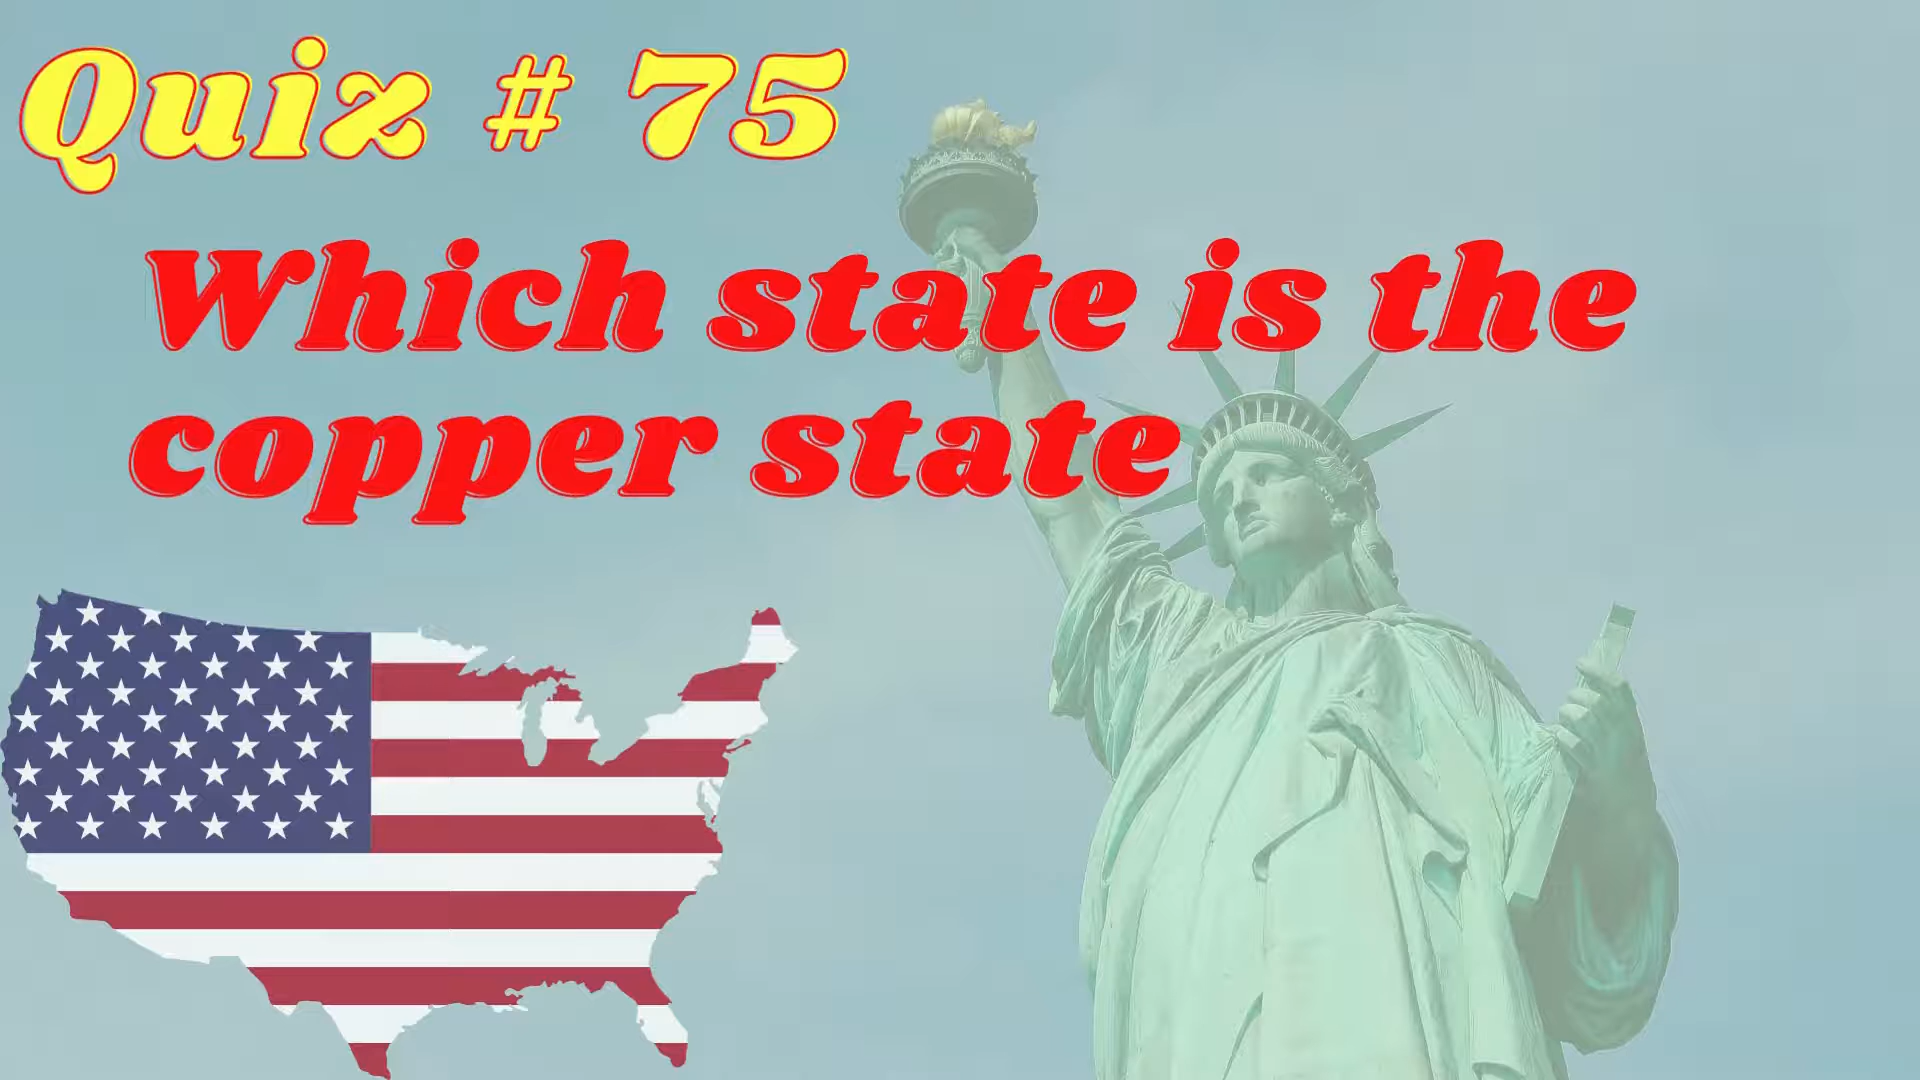 Quiz # 75
Which state is the
copper state